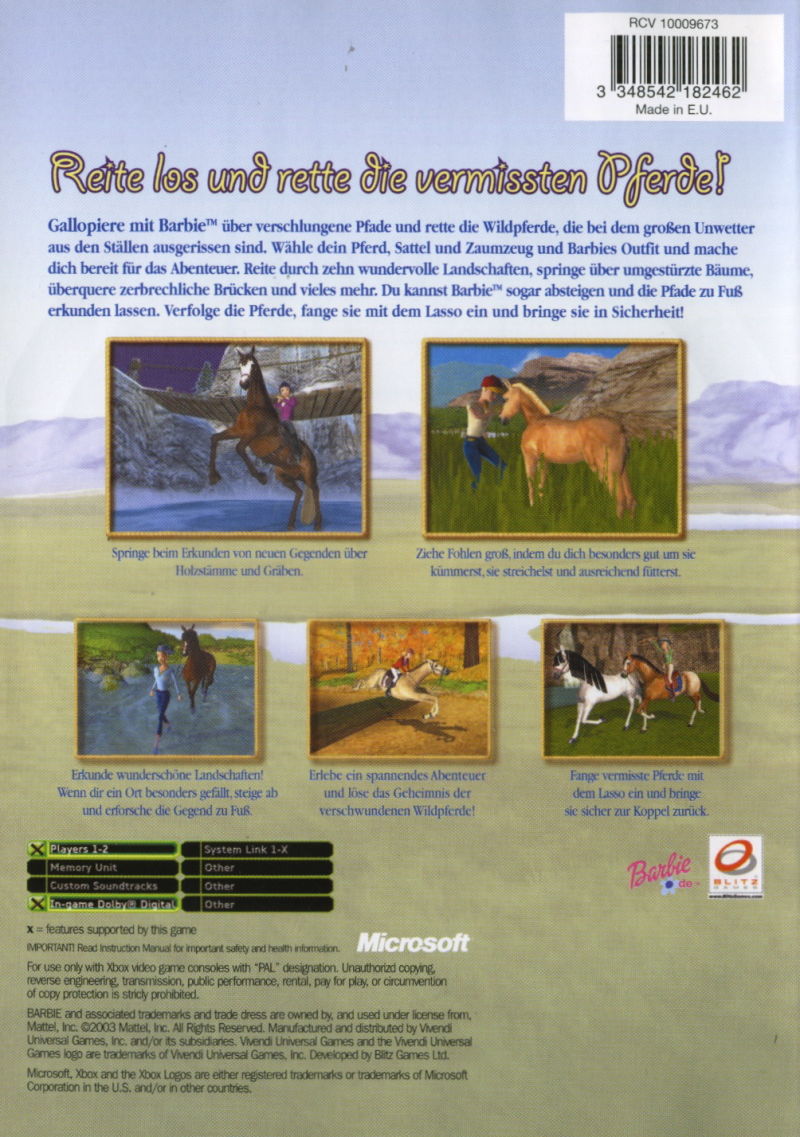 RCV 10009673
3 348542 182462
Made in E.U.
Reite los und rette die vermissten Pferde!
Gallopiere mit Barbie™ über verschlungene Pfade und rette die Wildpferde, die bei dem großen Unwetter
aus den Ställen ausgerissen sind. Wähle dein Pferd, Sattel und Zaumzeug und Barbies Outfit und mache
dich bereit für das Abenteuer. Reite durch zehn wundervolle Landschaften, springe über umgestürzte Bäume,
überquere zerbrechliche Brücken und vieles mehr. Du kannst Barbie™ sogar absteigen und die Pfade zu Fuß
erkunden lassen. Verfolge die Pferde, fange sie mit dem Lasso ein und bringe sie in Sicherheit!
Springe beim Erkunden von neuen Gegenden über
Holzstämme und Gräben.
Ziehe Fohlen groß, indem du dich besonders gut um sie
kümmerst, sie streichelst und ausreichend fütterst.
Erkunde wunderschöne Landschaften!
Wenn dir ein Ort besonders gefällt, steige ab
und erforsche die Gegend zu Fuß.
Erlebe ein spannendes Abenteuer
und löse das Geheimnis der
verschwundenen Wildpferde!
Fange vermisste Pferde mit
dem Lasso ein und bringe
sie sicher zur Koppel zurück.
X Players 1-2
System Link 1-X
Memory Unit
Other
Custom Soundtracks
Other
X In-game Dolby® Digital
Other
Barbie
de™
BLITZ
GAMES
www.BlitzGames.com
x = features supported by this game
IMPORTANT! Read Instruction Manual for important safety and health information.
Microsoft
For use only with Xbox video game consoles with “PAL” designation. Unauthorizd copying,
reverse engineering, transmission, public performance, rental, pay for play, or circumvention
of copy protection is stricly prohibited.
BARBIE and associated trademarks and trade dress are owned by, and used under license from,
Mattel, Inc. ©2003 Mattel, Inc. All Rights Reserved. Manufactured and distributed by Vivendi
Universal Games, Inc. and/or its subsidiaries. Vivendi Universal Games and the Vivendi Universal
Games logo are trademarks of Vivendi Universal Games, Inc. Developed by Blitz Games Ltd.
Microsoft, Xbox and the Xbox Logos are either registered trademarks or trademarks of Microsoft
Corporation in the U.S. and/or in other countries.